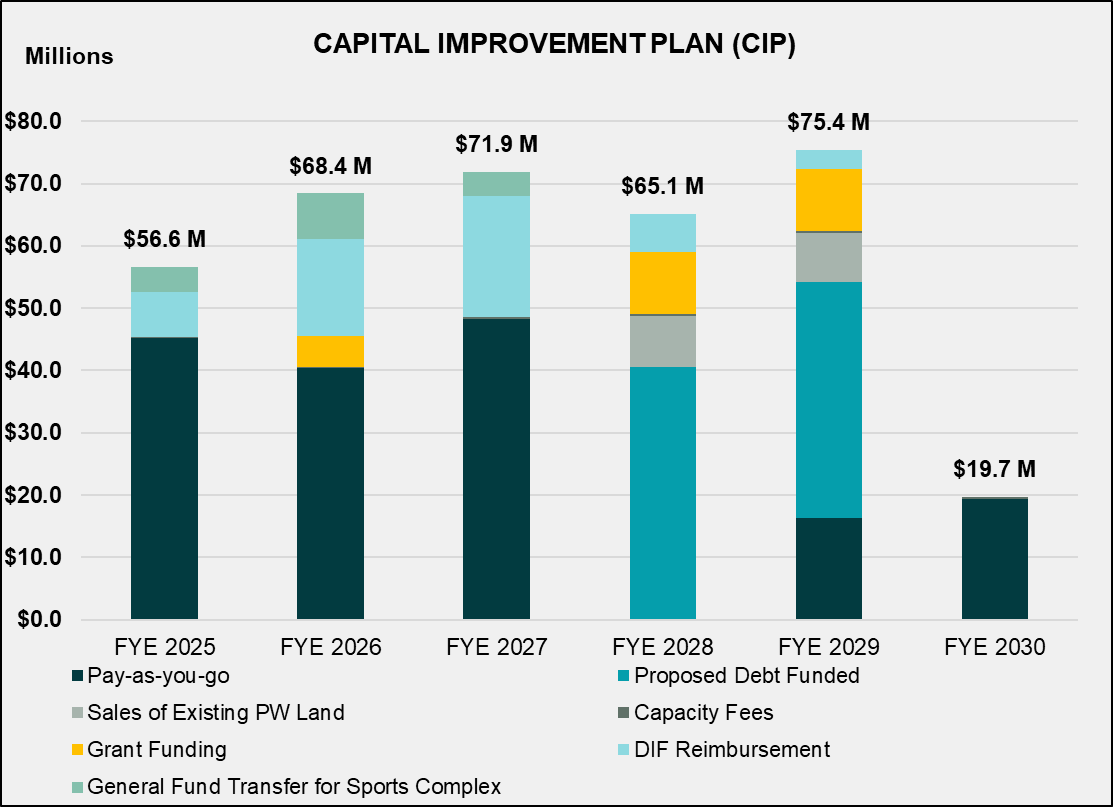 CAPITAL IMPROVEMENT PLAN (CIP)
Millions
$80.0
$70.0
$60.0
$50.0
$40.0
$30.0
$20.0
$10.0
$0.0
$56.6 M
$68.4 M
$71.9 M
$65.1 M
$75.4 M
$19.7 M
FYE 2025 FYE 2026 FYE 2027 FYE 2028 FYE 2029 FYE 2030
Pay-as-you-go Proposed Debt Funded
Sales of Existing PW Land Capacity Fees
Grant Funding DIF Reimbursement
General Fund Transfer for Sports Complex